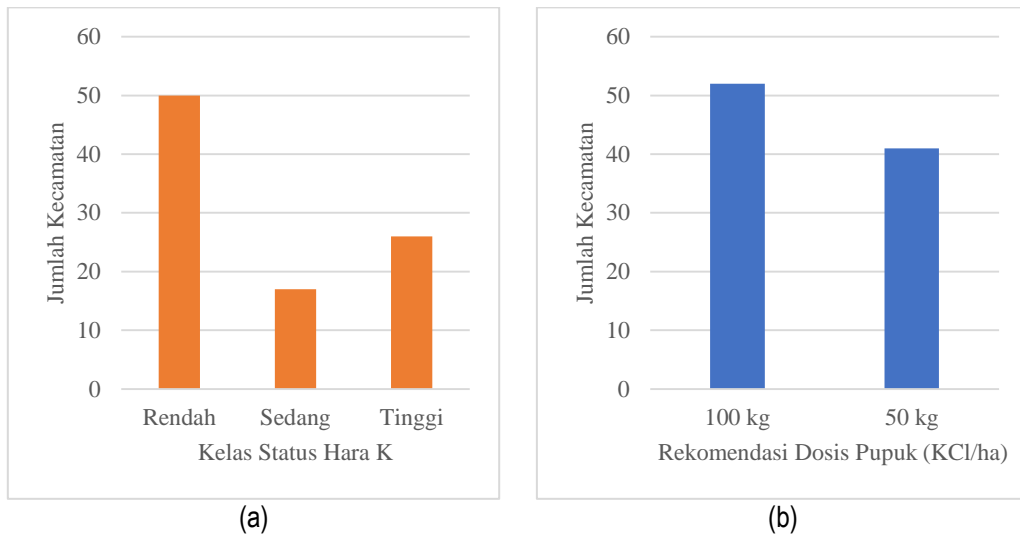 60
50
40
30
20
10
0
Jumlah Kecamatan
Rendah Sedang Tinggi
Kelas Status Hara K
(a)
60
50
40
30
20
10
0
Jumlah Kecamatan
100 kg 50 kg
Rekomendasi Dosis Pupuk (KCl/ha)
(b)